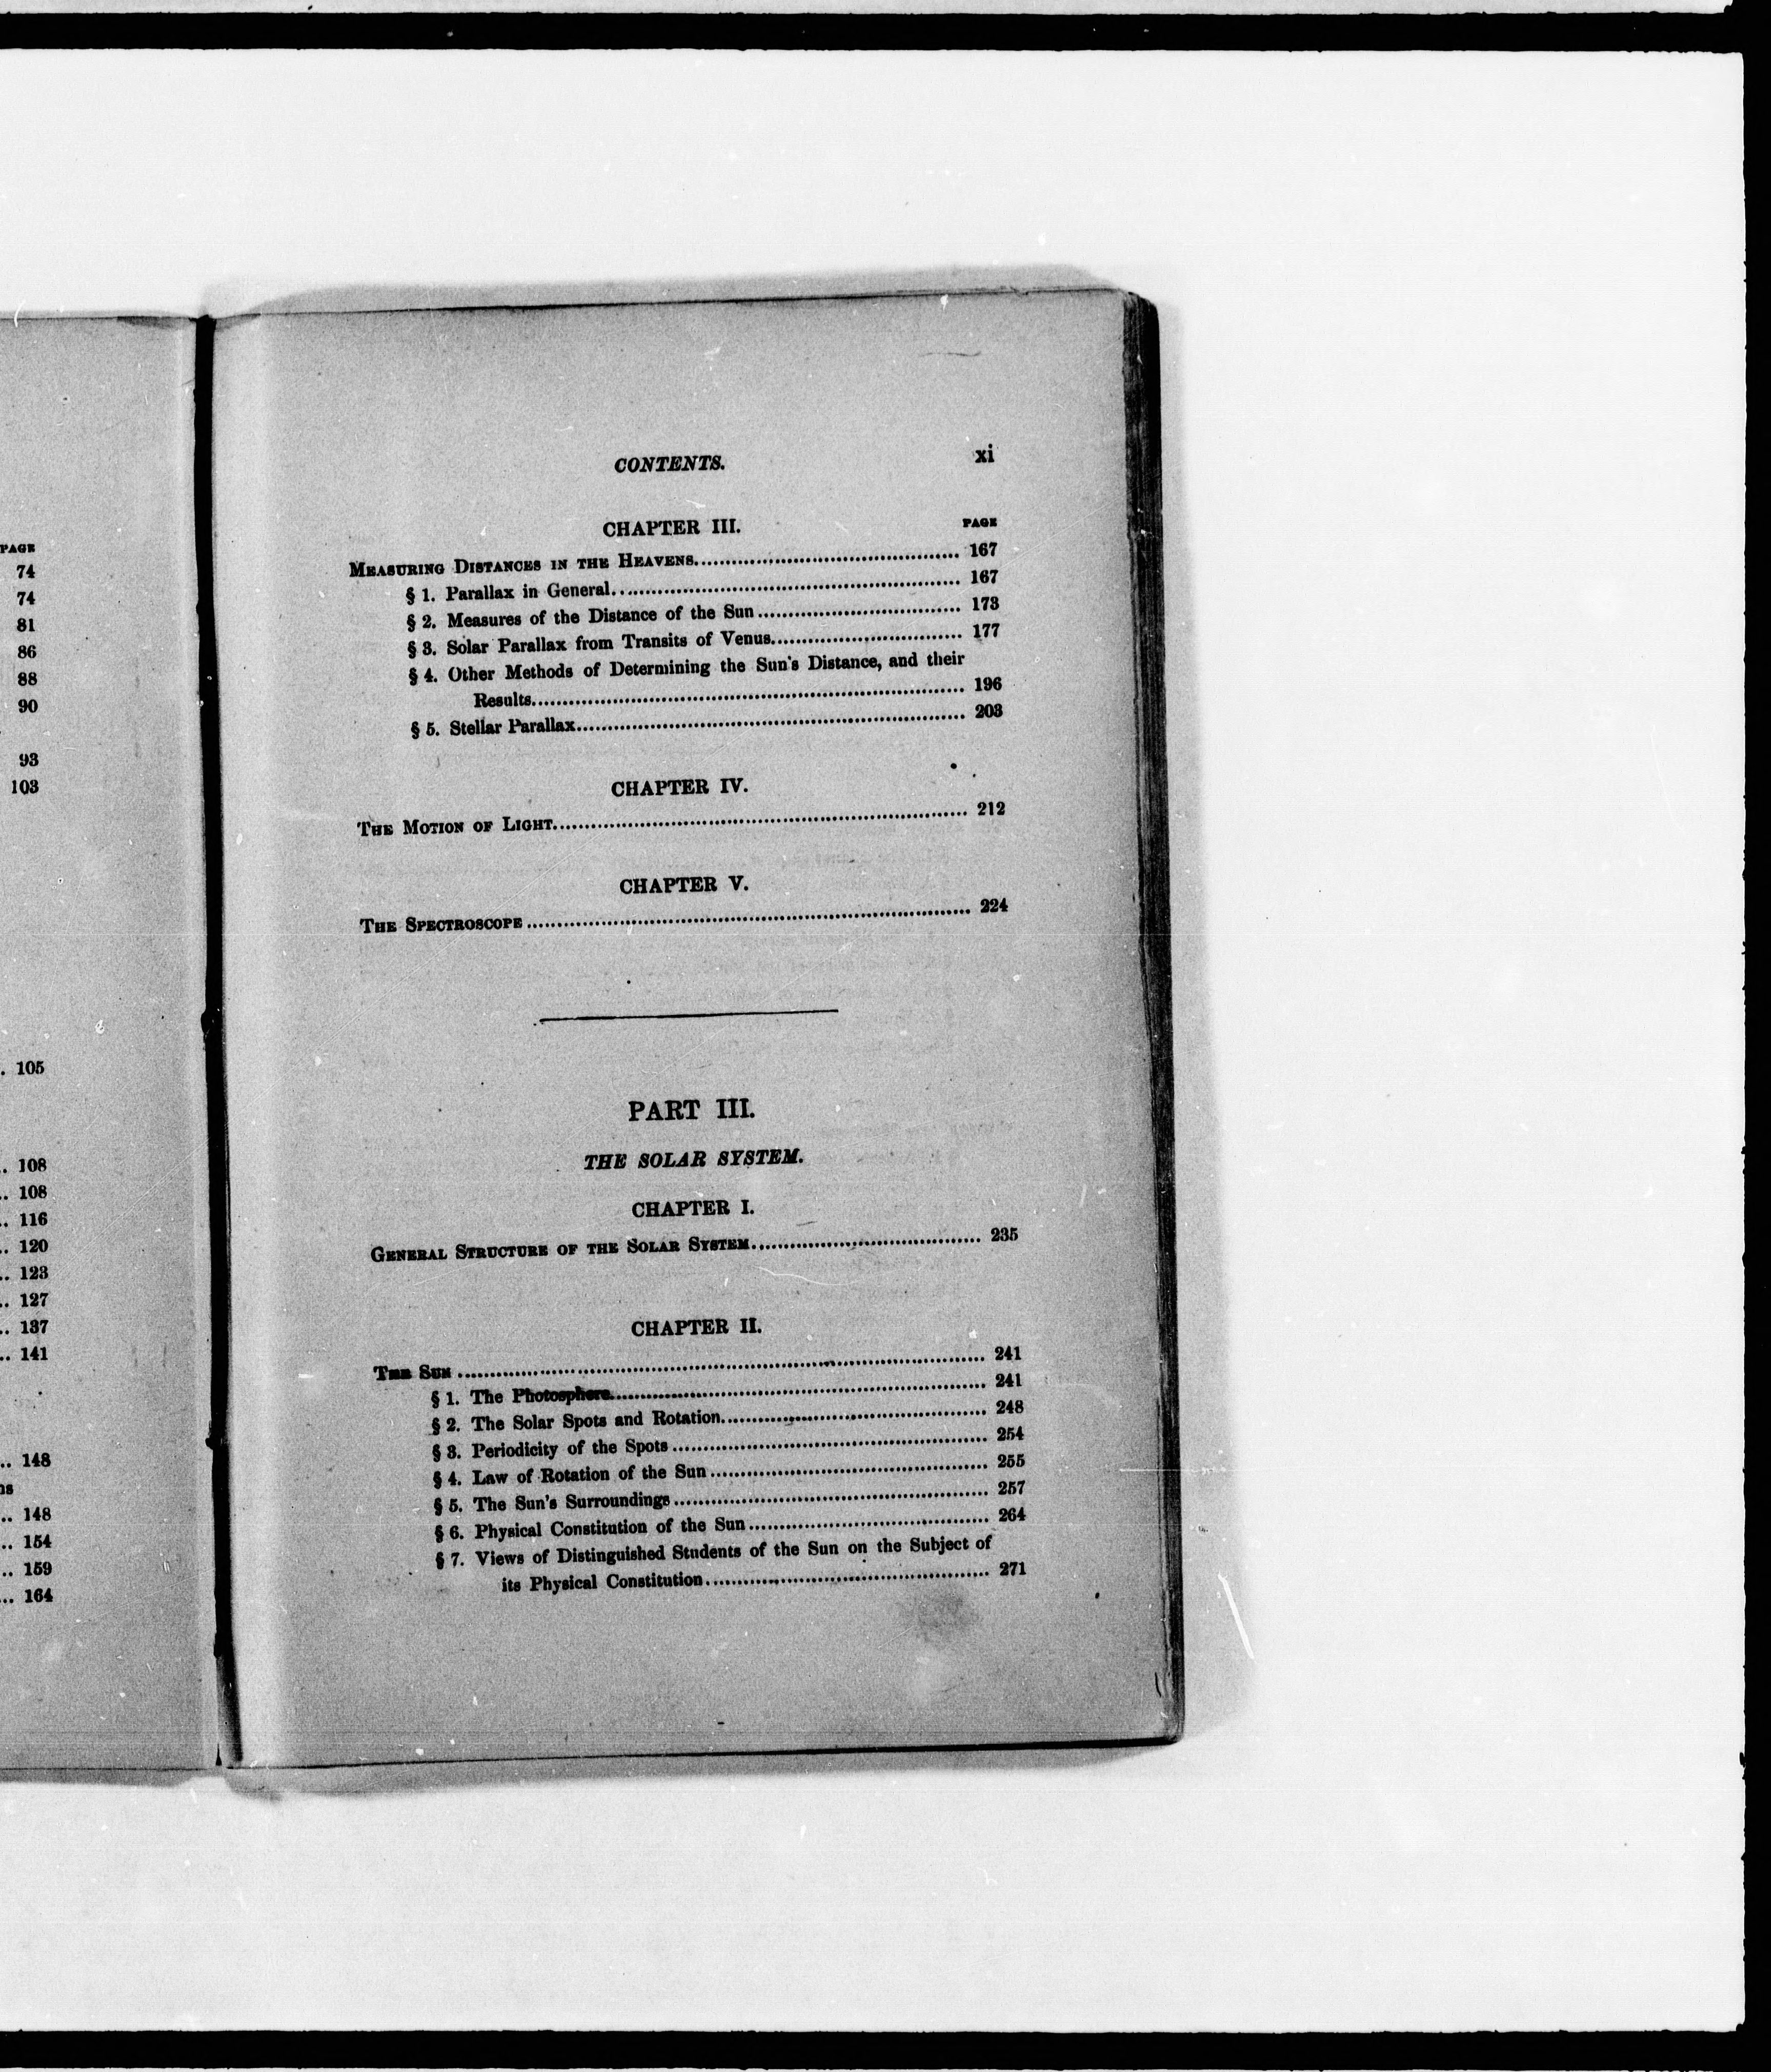 PAGE
74
74
81
86
88
90
93
103
. 105
.. 108
.. 108
.. 116
.. 120
.. 123
.. 127
.. 137
.. 141
.. 148
ns
.. 148
.. 154
.. 159
... 164
CONTENTS. xi
CHAPTER III.
PAGE
MEASURING DISTANCES IN THE HEAVENS........ 167
§ 1. Parallax in General........ 167
§ 2. Measures of the Distance of the Sun........ 173
§ 3. Solar Parallax from Transits of Venus........ 177
§ 4. Other Methods of Determining the Sun's Distance, and their
Results........ 196
§ 5. Stellar Parallax........ 203
CHAPTER IV.
THE MOTION OF LIGHT........ 212
CHAPTER V.
THE SPECTROSCOPE........ 224
PART III.
THE SOLAR SYSTEM.
CHAPTER I.
GENERAL STRUCTURE OF THE SOLAR SYSTEM........ 235
CHAPTER II.
THE SUN........ 241
§ 1. The Photosphere........ 241
§ 2. The Solar Spots and Rotation........ 248
§ 3. Periodicity of the Spots........ 254
§ 4. Law of Rotation of the Sun........ 255
§ 5. The Sun's Surroundings........ 257
§ 6. Physical Constitution of the Sun........ 264
§ 7. Views of Distinguished Students of the Sun on the Subject of
its Physical Constitution........ 271